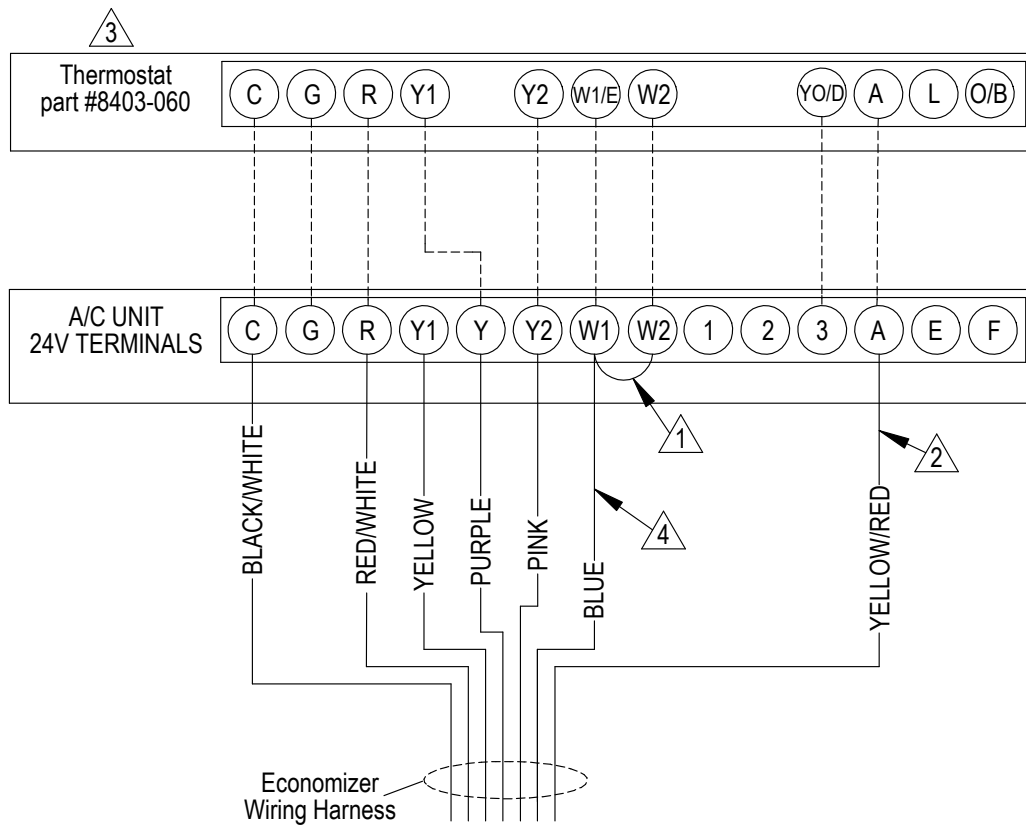 3
Thermostat
part #8403-060
C G R Y1 Y2 W1/E W2 YO/D A L O/B
A/C UNIT
24V TERMINALS
C G R Y1 Y Y2 W1 W2 1 2 3 A E F
1
2
4
BLACK/WHITE
RED/WHITE
YELLOW
PURPLE
PINK
BLUE
YELLOW/RED
Economizer
Wiring Harness